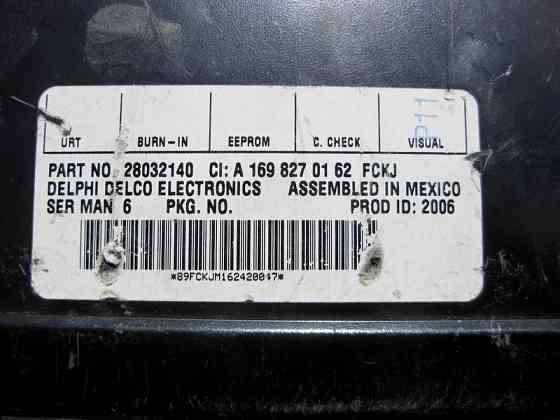 P11
URT BURN-IN EEPROM C. CHECK VISUAL
PART NO. 28032140 CI: A 169 827 01 62 FCKJ
DELPHI DELCO ELECTRONICS ASSEMBLED IN MEXICO
SER MAN 6 PKG. NO. PROD ID: 2006
*89FCKJM162420017*